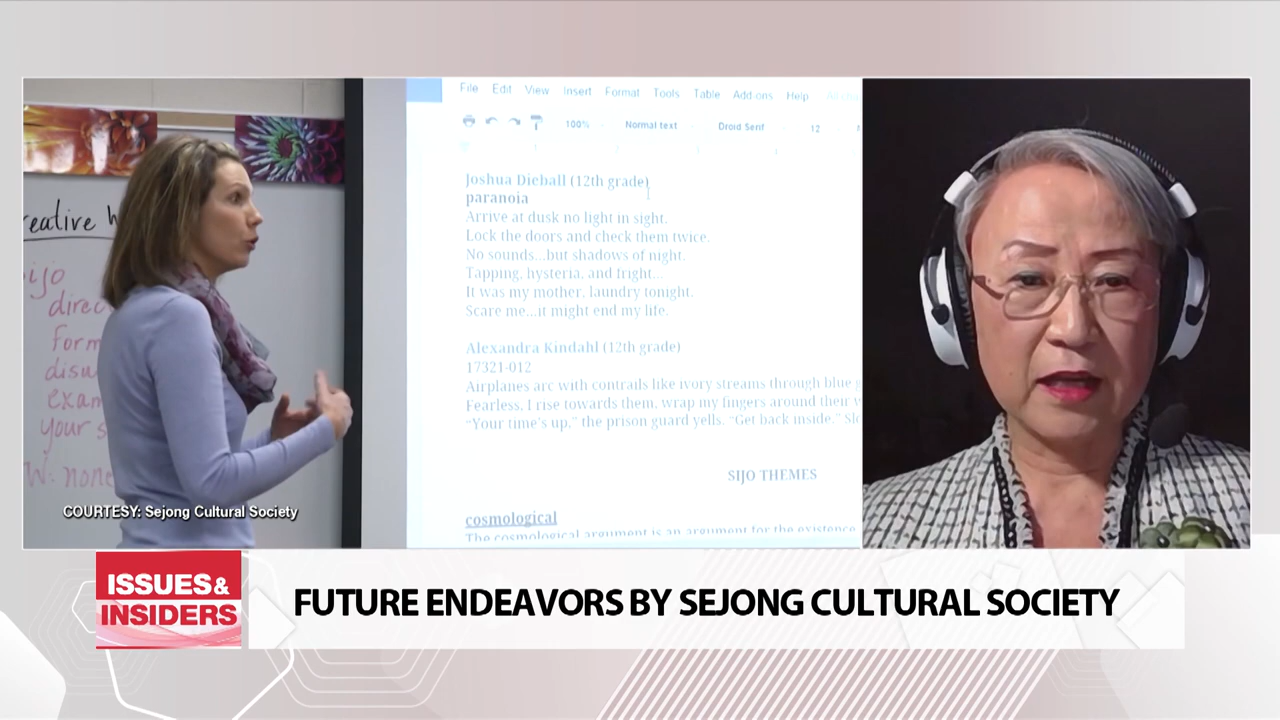 reative
ijo
direc
Form
disu
exam
your s
W: none
COURTESY: Sejong Cultural Society
File Edit View Insert Format Tools Table Add-ons Help
100% Normal text Droid Serif 12
Joshua Dieball (12th grade)
paranoia
Arrive at dusk no light in sight.
Lock the doors and check them twice.
No sounds...but shadows of night.
Tapping, hysteria, and fright...
It was my mother, laundry tonight.
Scare me...it might end my life.
Alexandra Kindahl (12th grade)
17321-012
Airplanes arc with contrails like ivory streams through blue
Fearless, I rise towards them, wrap my fingers around their
"Your time's up," the prison guard yells. "Get back inside."
SIJO THEMES
cosmological
The cosmological argument is an argument for the existence
ISSUES&
INSIDERS
FUTURE ENDEAVORS BY SEJONG CULTURAL SOCIETY